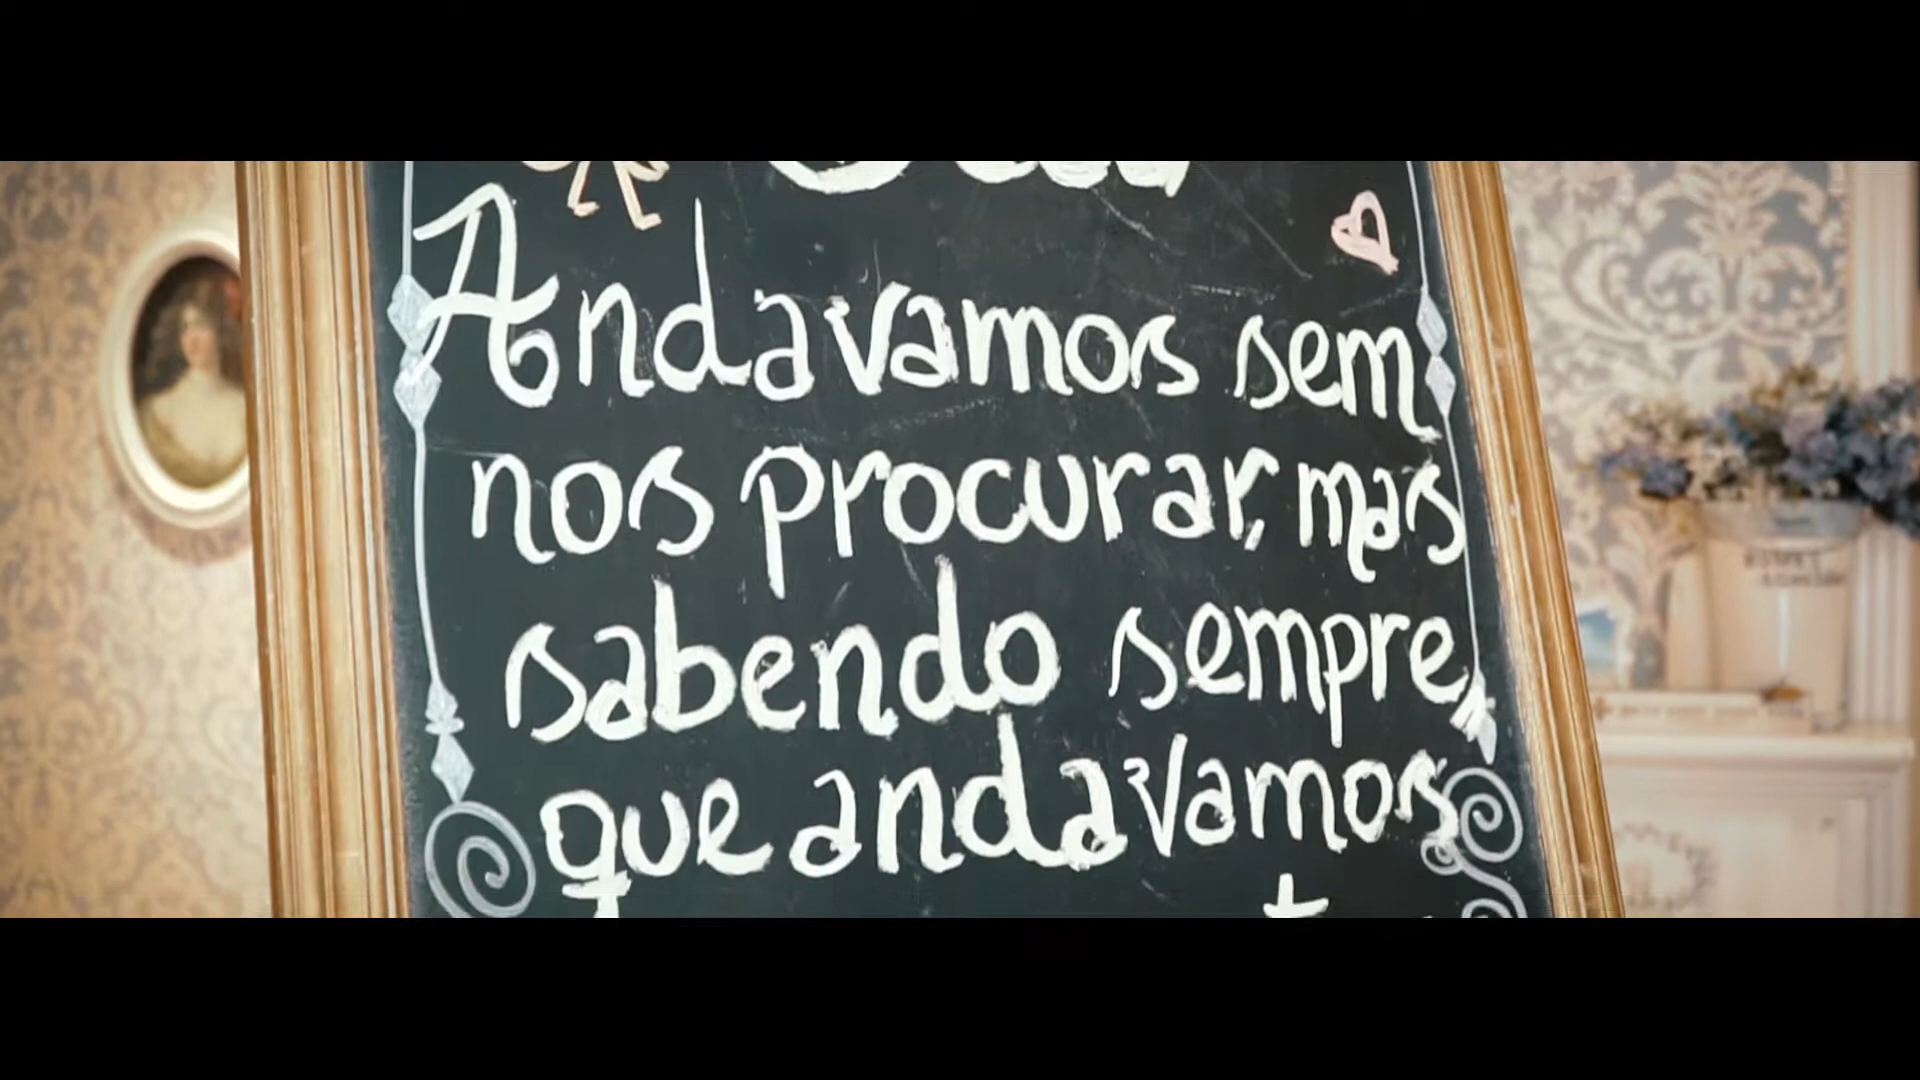 Andavamos sem
nos procurar, mas
sabendo sempre
que andavamos